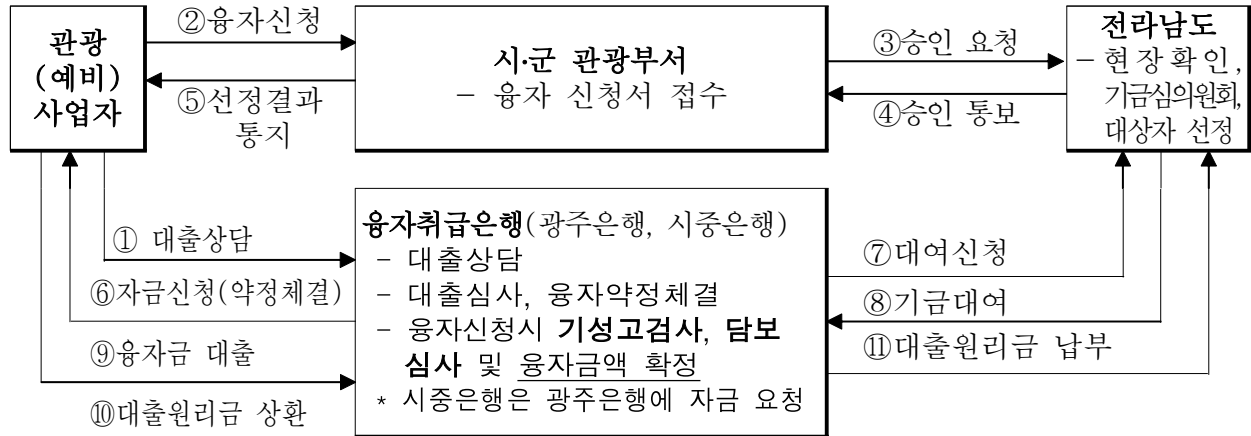 관광
(예비)
사업자
②융자신청
⑤선정결과
통지
시·군 관광부서
- 융자 신청서 접수
③승인 요청
④승인 통보
전라남도
- 현장확인,
기금심의원회,
대상자 선정
① 대출상담
⑥자금신청(약정체결)
⑨융자금 대출
⑩대출원리금 상환
융자취급은행(광주은행, 시중은행)
- 대출상담
- 대출심사, 융자약정체결
- 융자신청시 기성고검사, 담보
심사 및 융자금액 확정
* 시중은행은 광주은행에 자금 요청
⑦대여신청
⑧기금대여
⑪대출원리금 납부